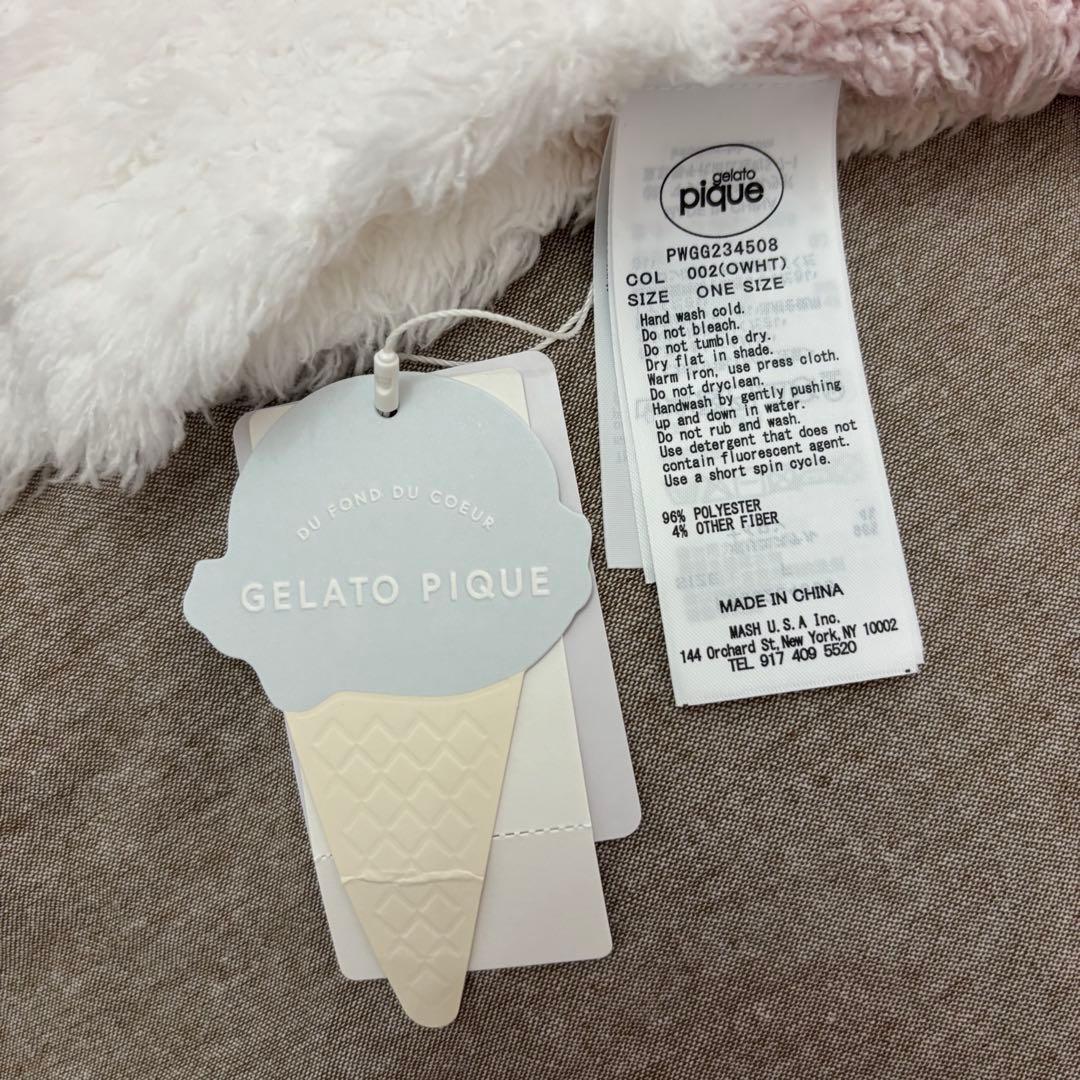 gelato
pique
PWGG234508
COL 002(OWHT)
SIZE ONE SIZE
Hand wash cold.
Do not bleach.
Do not tumble dry.
Dry flat in shade.
Warm iron, use press cloth.
Do not dryclean.
Handwash by gently pushing
up and down in water.
Do not rub and wash.
Use detergent that does not
contain fluorescent agent.
Use a short spin cycle.
96% POLYESTER
4% OTHER FIBER
MADE IN CHINA
MASH U.S.A Inc.
144 Orchard St,New York,NY 10002
TEL 917 409 5520
DU FOND DU COEUR
GELATO PIQUE